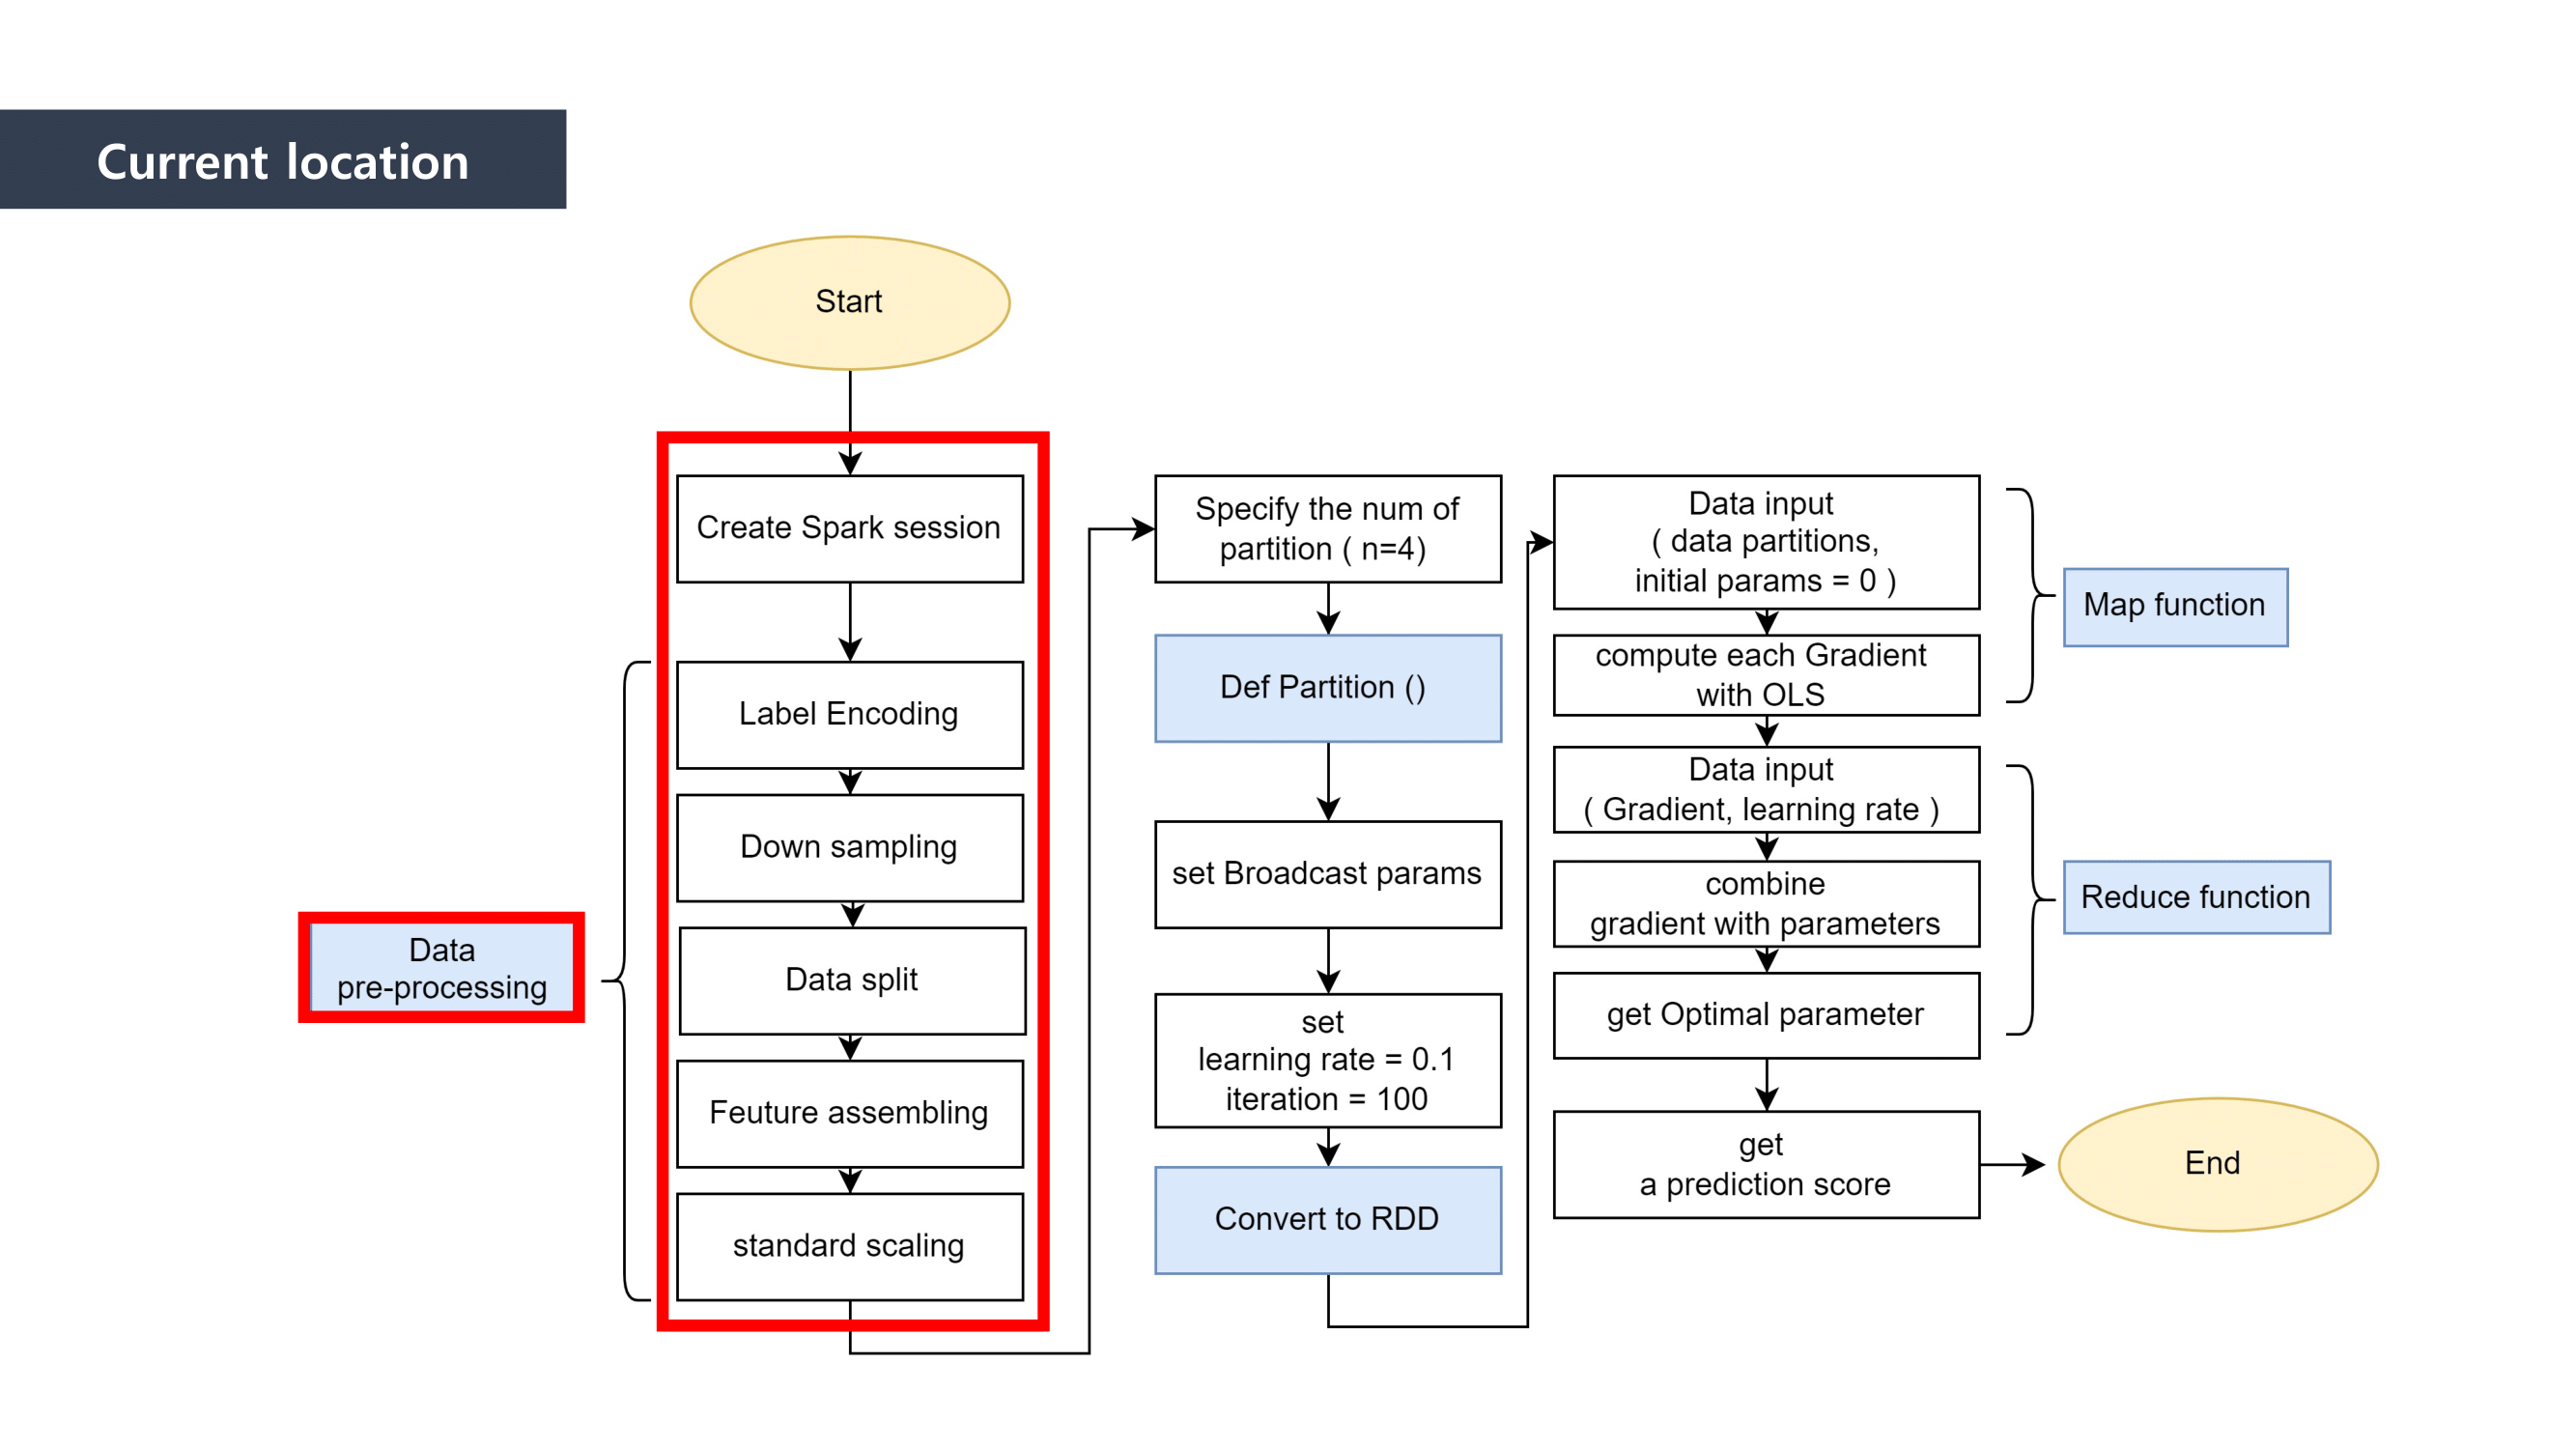 Current location
Start
Create Spark session
Label Encoding
Down sampling
Data split
Feuture assembling
standard scaling
Data
pre-processing
Specify the num of
partition ( n=4)
Def Partition ()
set Broadcast params
set
learning rate = 0.1
iteration = 100
Convert to RDD
Data input
( data partitions,
initial params = 0 )
compute each Gradient
with OLS
Data input
( Gradient, learning rate )
combine
gradient with parameters
get Optimal parameter
get
a prediction score
Map function
Reduce function
End